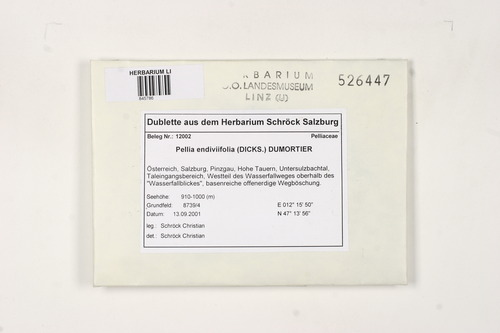 HERBARIUM LI
845786
RBARIUM
.O. LANDESMUSEUM
LINZ (U)
526447
Dublette aus dem Herbarium Schröck Salzburg
Beleg Nr.: 12002 Pelliaceae
Pellia endiviifolia (DICKS.) DUMORTIER
Österreich, Salzburg, Pinzgau, Hohe Tauern, Untersulzbachtal,
Taleingangsbereich, Westteil des Wasserfallweges oberhalb des
"Wasserfallblickes", basenreiche offenerdige Wegböschung.
Seehöhe: 910-1000 (m)
Grundfeld: 8739/4 E 012° 15' 50"
Datum: 13.09.2001 N 47° 13' 56"
leg : Schröck Christian
det : Schröck Christian